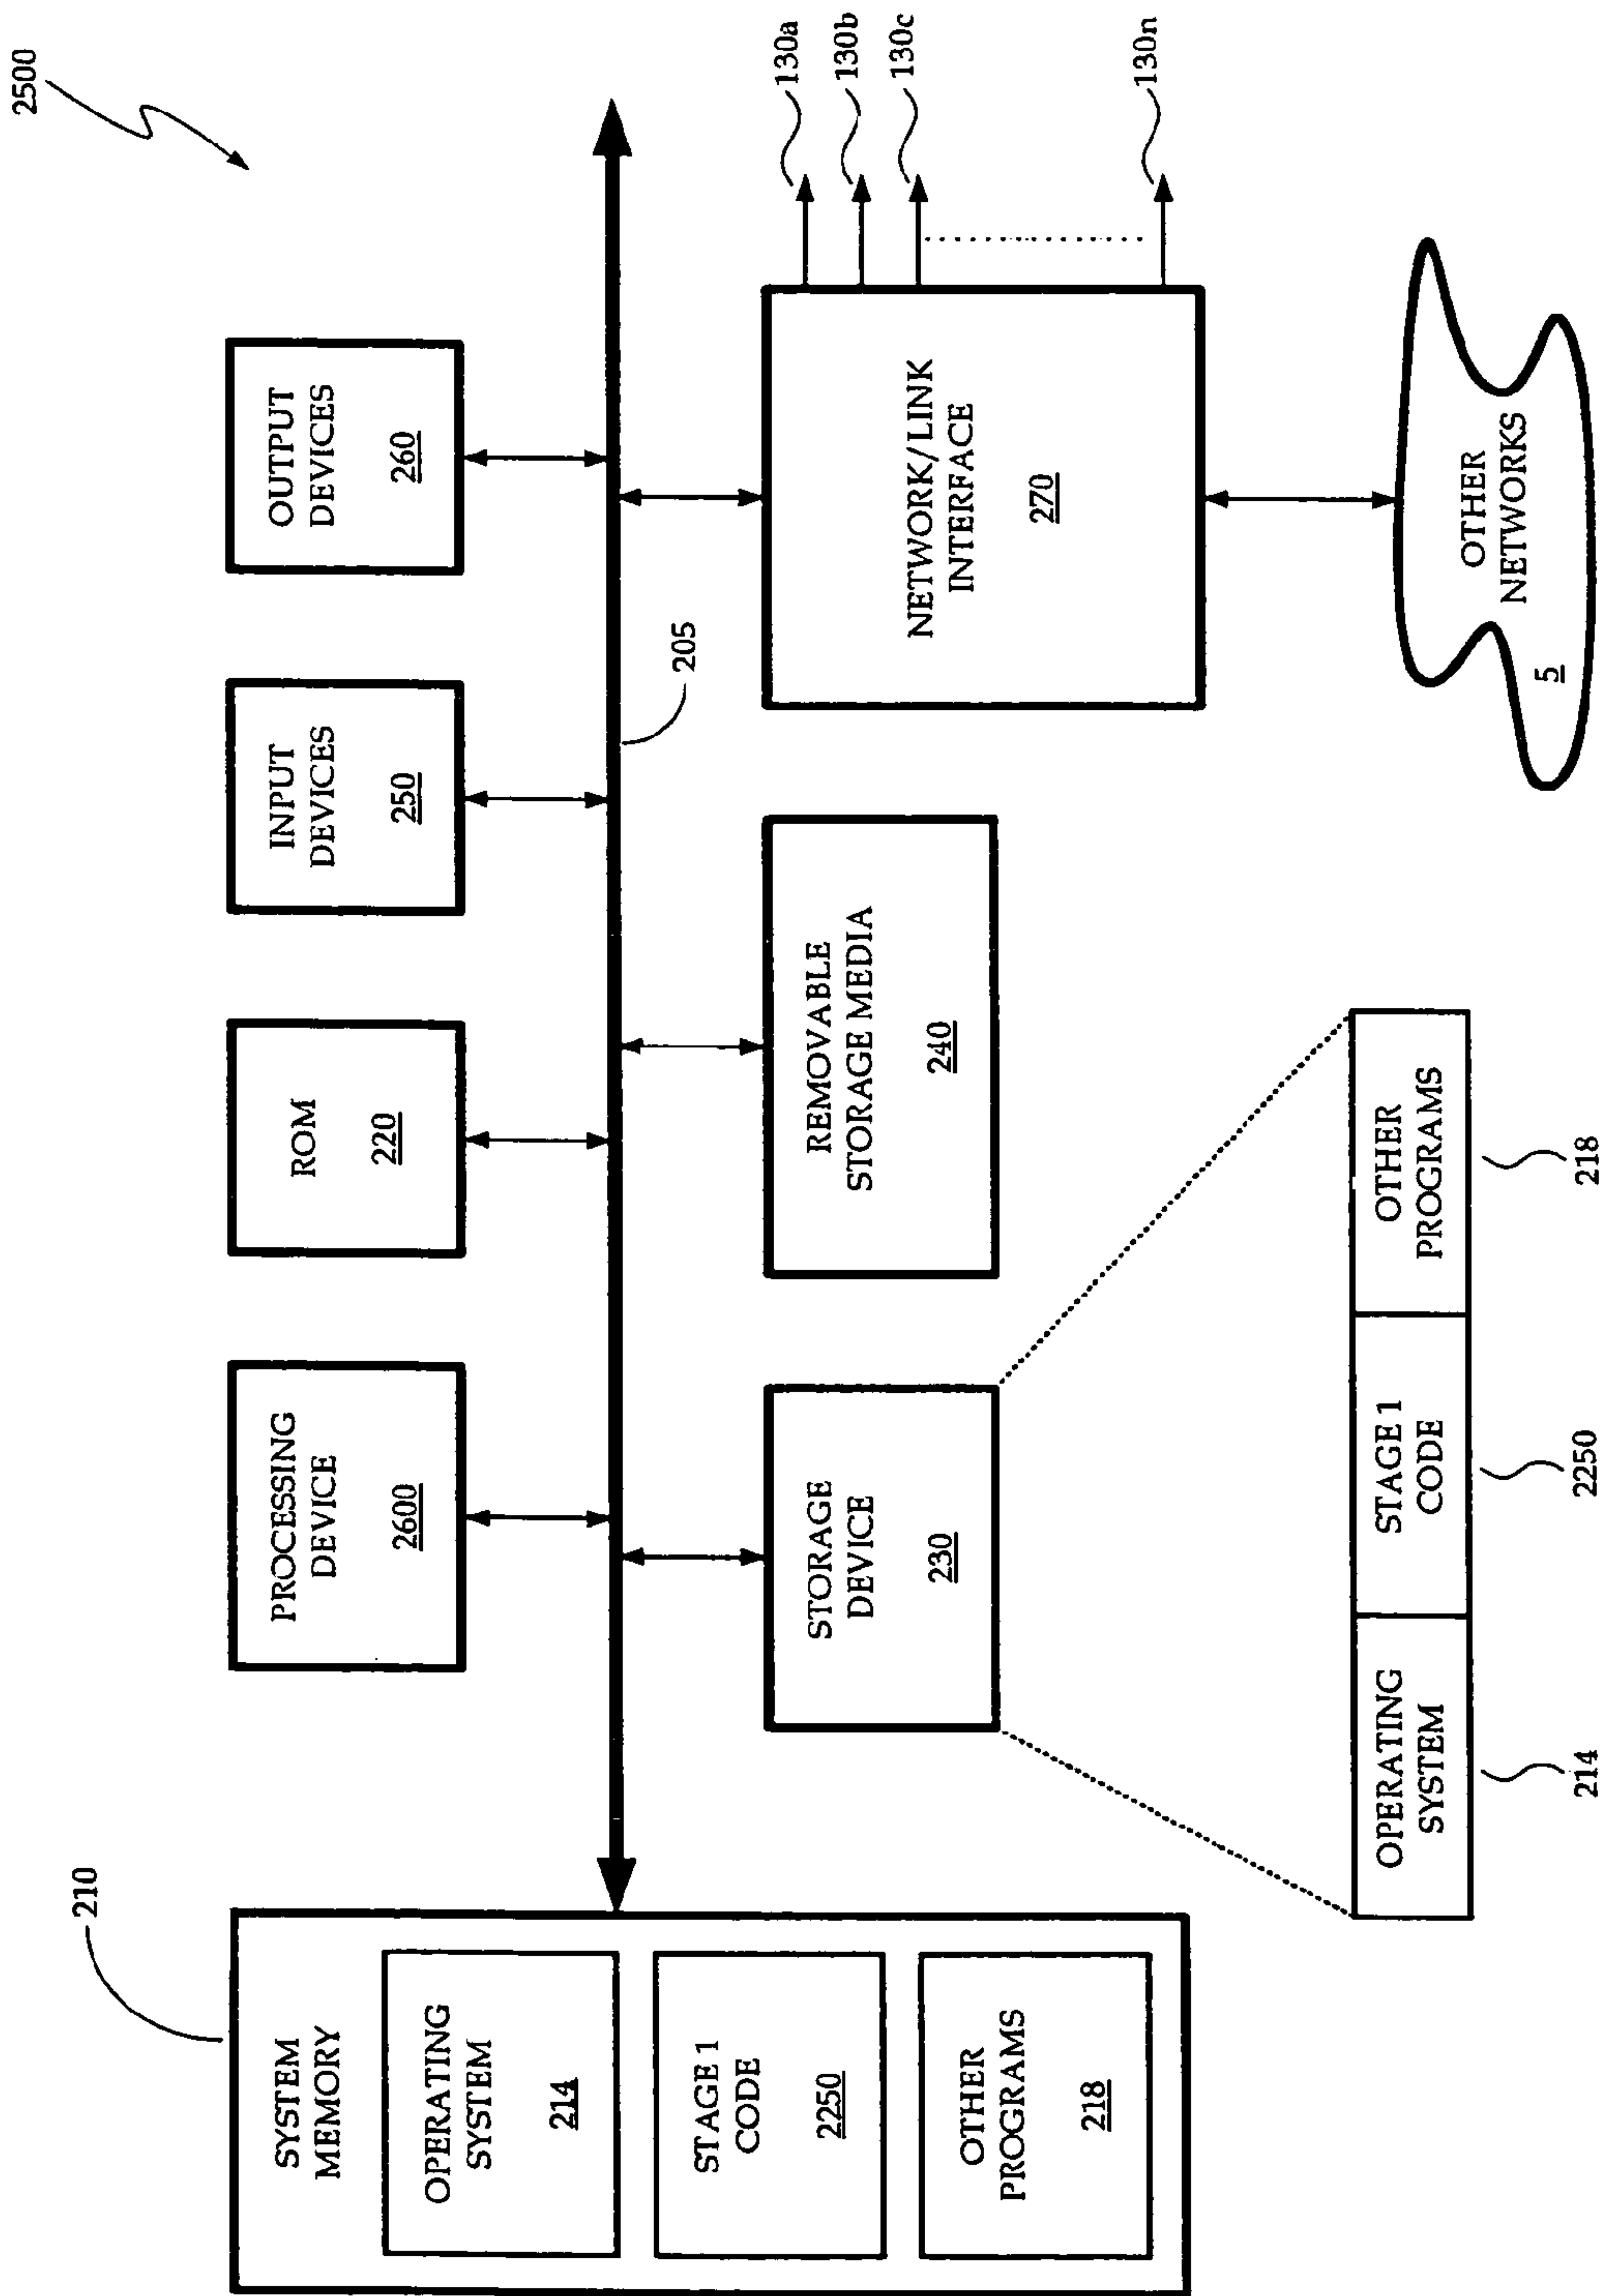 2500
210
SYSTEM
MEMORY
OPERATING
SYSTEM
214
STAGE 1
CODE
2250
OTHER
PROGRAMS
218
PROCESSING
DEVICE
2600
ROM
220
INPUT
DEVICES
250
OUTPUT
DEVICES
260
205
STORAGE
DEVICE
230
REMOVABLE
STORAGE MEDIA
240
NETWORK/LINK
INTERFACE
270
130a
130b
130c
130n
OPERATING
SYSTEM
STAGE 1
CODE
OTHER
PROGRAMS
214
2250
218
OTHER
NETWORKS
5